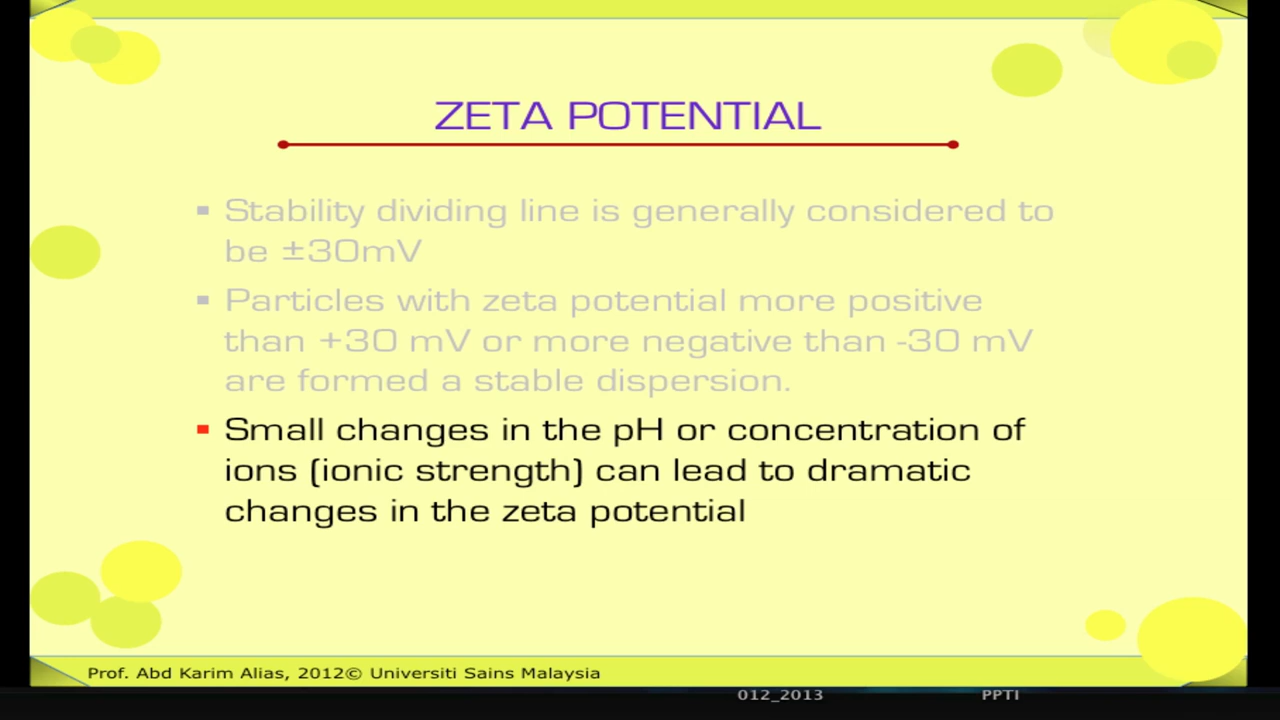 ZETA POTENTIAL
▪ Stability dividing line is generally considered to
be ±30mV
▪ Particles with zeta potential more positive
than +30 mV or more negative than -30 mV
are formed a stable dispersion.
▪ Small changes in the pH or concentration of
ions (ionic strength) can lead to dramatic
changes in the zeta potential
Prof. Abd Karim Alias, 2012© Universiti Sains Malaysia
012_2013 PPTI